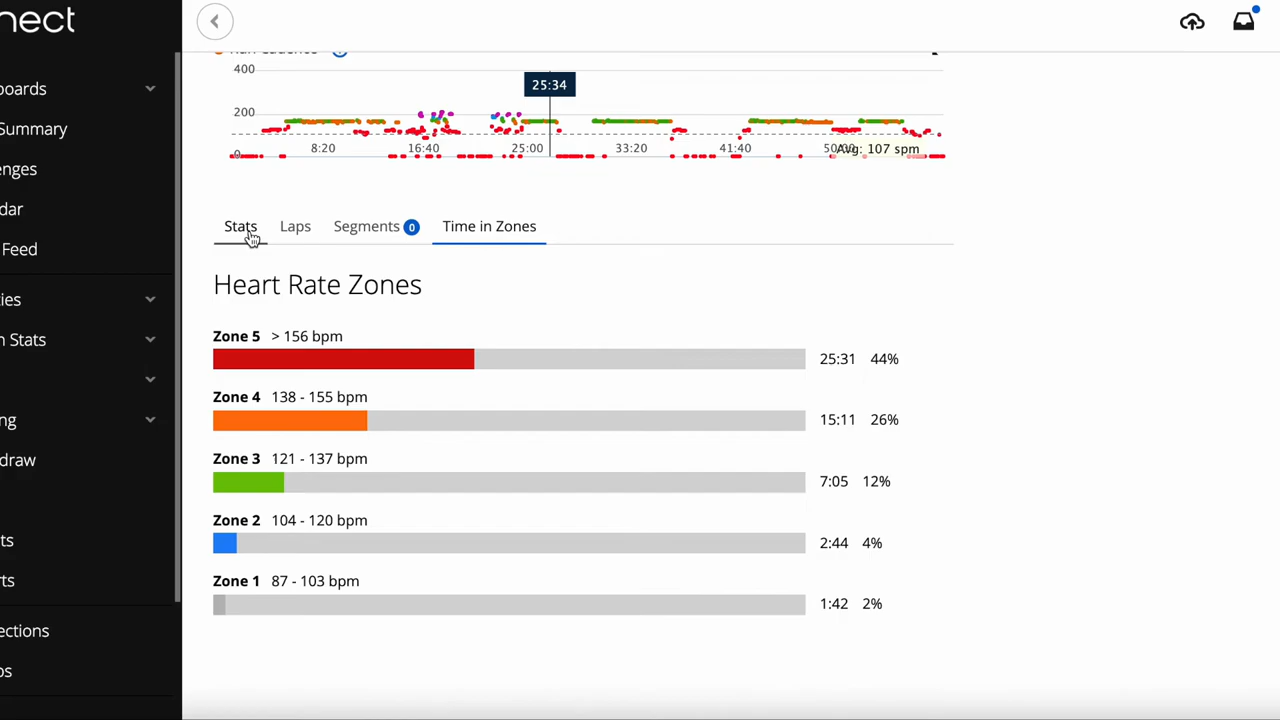 nect
boards
400
25:34
Summary
200
enges
0
8:20
16:40
25:00
33:20
41:40
Avg: 107 spm
dar
Stats
Laps
Segments 0
Time in Zones
Feed
Heart Rate Zones
ies
Zone 5 > 156 bpm
n Stats
25:31 44%
Zone 4 138 - 155 bpm
ng
15:11 26%
Zone 3 121 - 137 bpm
draw
7:05 12%
Zone 2 104 - 120 bpm
ts
2:44 4%
Zone 1 87 - 103 bpm
rts
1:42 2%
ections
ps